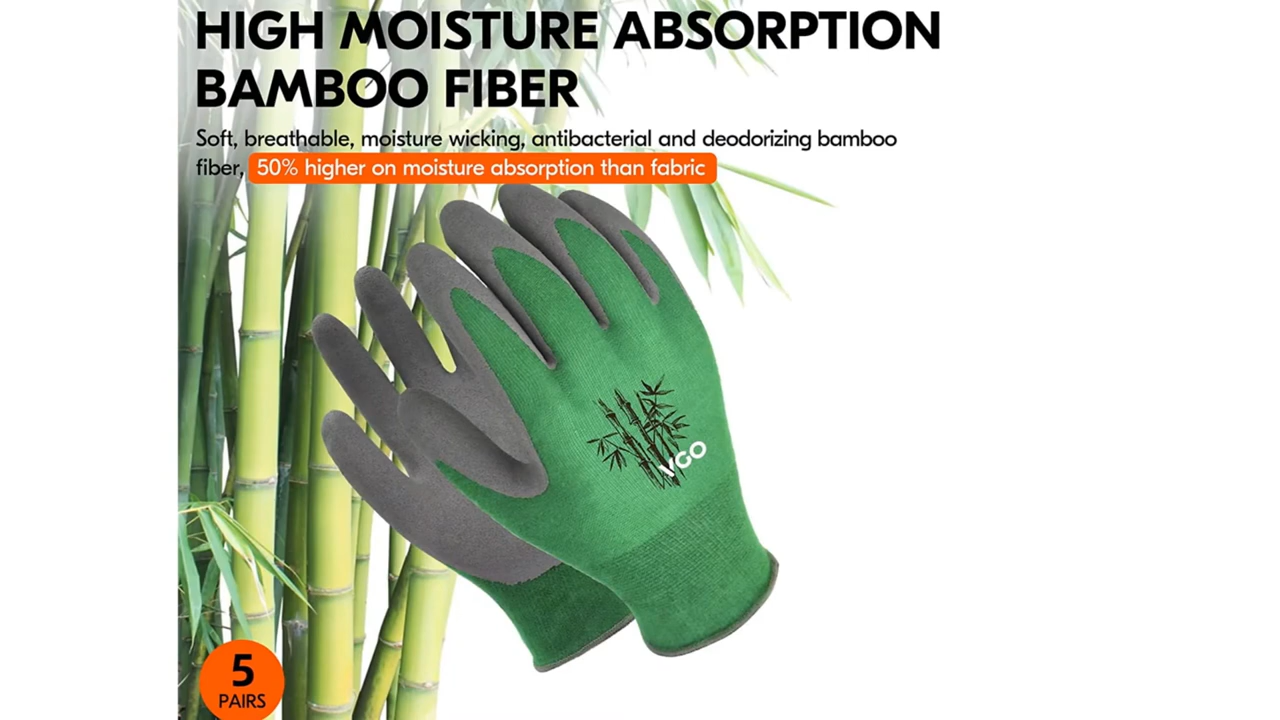 HIGH MOISTURE ABSORPTION
BAMBOO FIBER
Soft, breathable, moisture wicking, antibacterial and deodorizing bamboo
fiber, 50% higher on moisture absorption than fabric
VGO
5
PAIRS